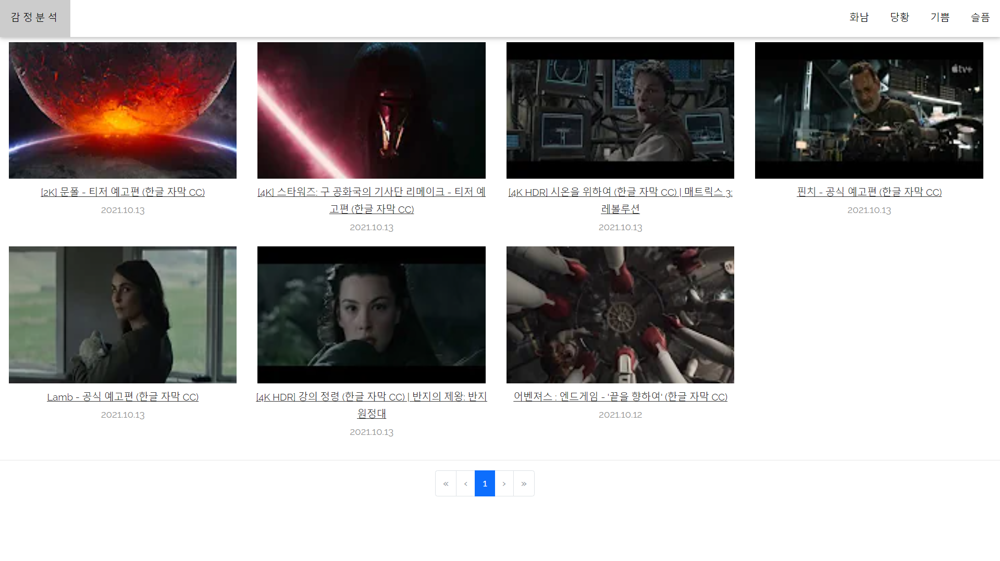 감정분석
화남 당황 기쁨 슬픔
tv+
[2K] 문폴 - 티저 예고편 (한글 자막 CC)
2021.10.13
[4K] 스타워즈: 구 공화국의 기사단 리메이크 - 티저 예
고편 (한글 자막 CC)
2021.10.13
[4K HDR] 시온을 위하여 (한글 자막 CC) | 매트릭스 3:
레볼루션
2021.10.13
핀치 - 공식 예고편 (한글 자막 CC)
2021.10.13
Lamb - 공식 예고편 (한글 자막 CC)
2021.10.13
[4K HDR] 강의 정령 (한글 자막 CC) | 반지의 제왕: 반지
원정대
2021.10.13
어벤져스 : 엔드게임 - '끝을 향하여' (한글 자막 CC)
2021.10.12
« ‹ 1 › »